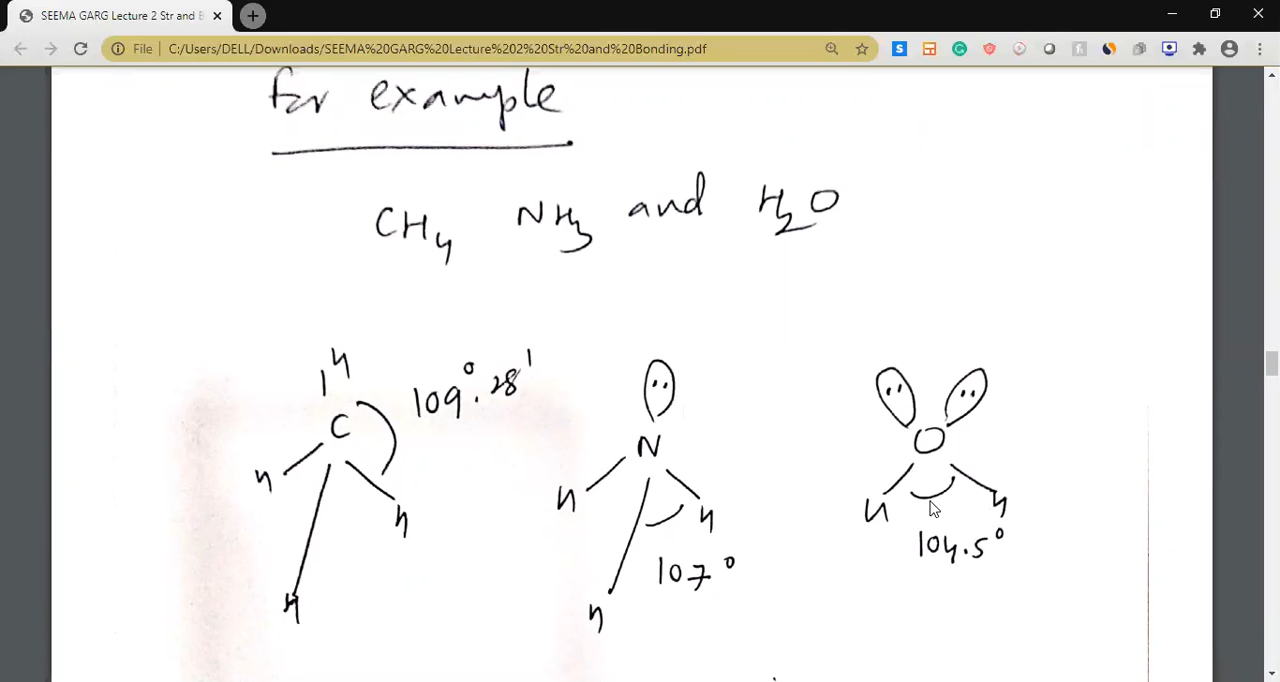 SEEMA GARG Lecture 2 Str and B
File C:/Users/DELL/Downloads/SEEMA%20GARG%20Lecture%202%20Str%20and%20Bonding.pdf
for example
CH4 NH3 and H2O
H
C 109°.28'
H
H
H
N
H
H
107°
H
O
H H
104.5°